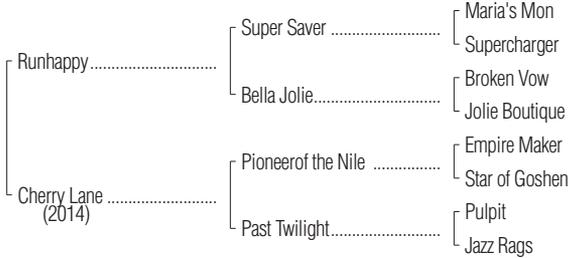 Maria's Mon
Super Saver ........................
Supercharger
Runhappy ............................
Broken Vow
Bella Jolie ............................
Jolie Boutique
Empire Maker
Pioneerof the Nile ................
Star of Goshen
Cherry Lane ........................
(2014)
Pulpit
Past Twilight ........................
Jazz Rags